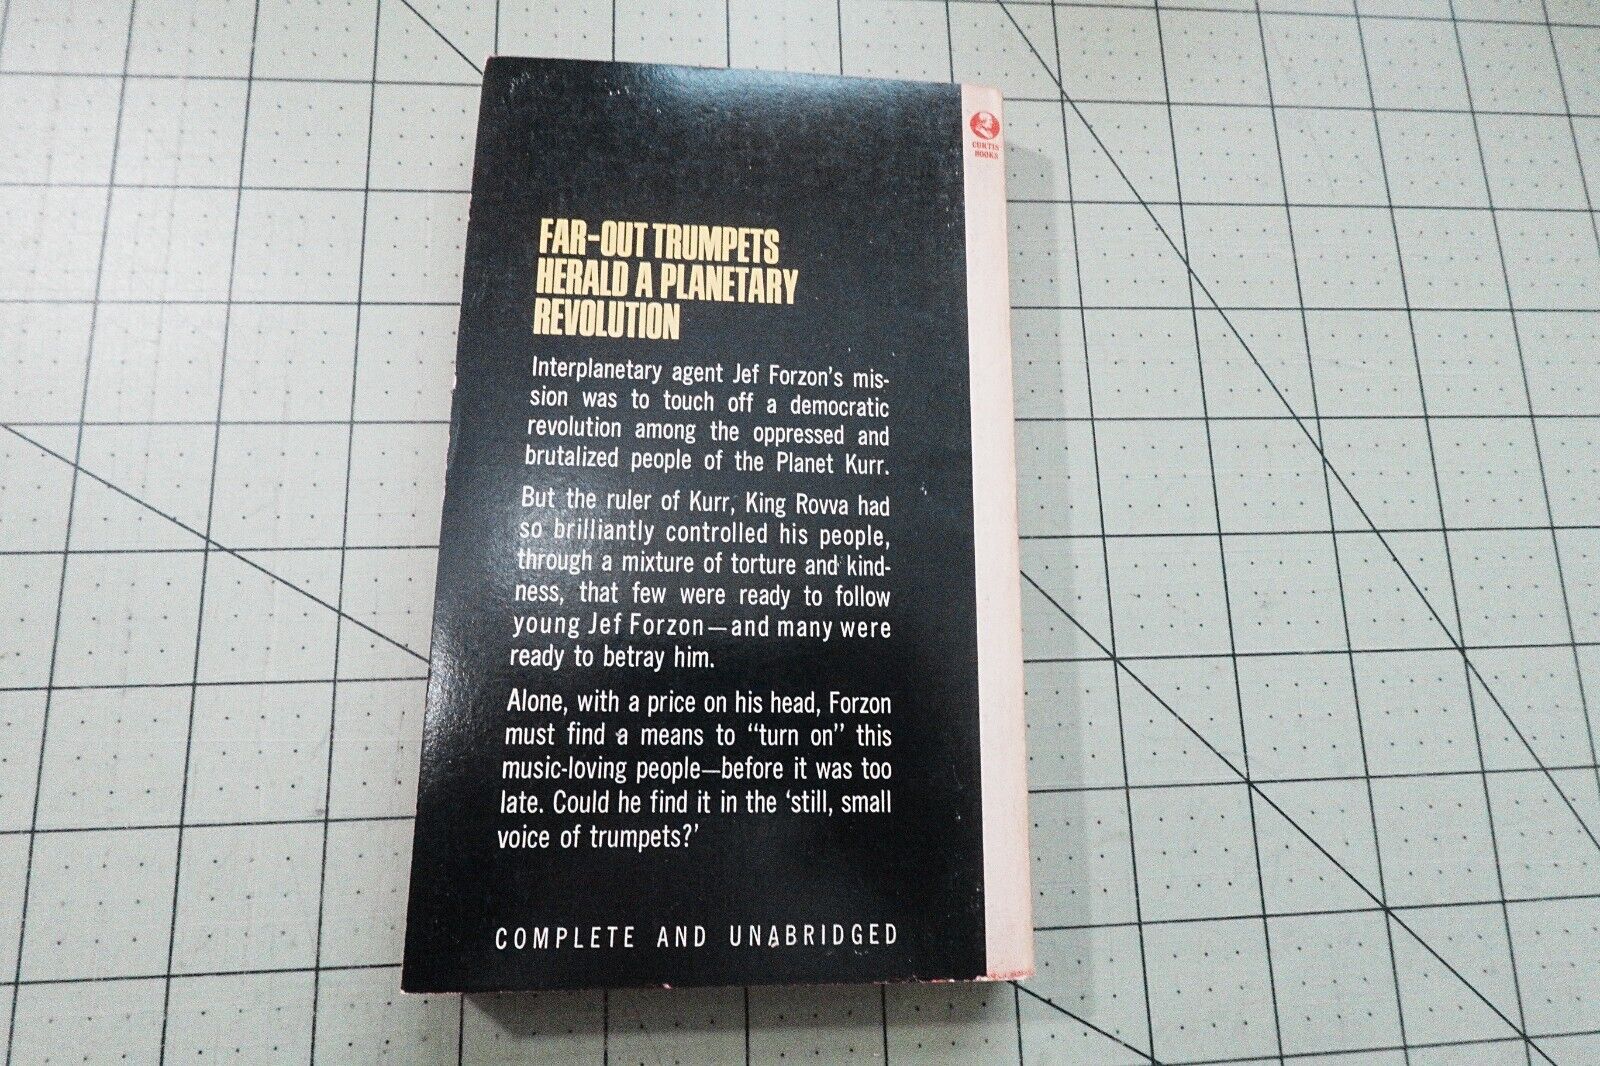 FAR-OUT TRUMPETS
HERALD A PLANETARY
REVOLUTION
Interplanetary agent Jef Forzon's mis-
sion was to touch off a democratic
revolution among the oppressed and
brutalized people of the Planet Kurr.
But the ruler of Kurr, King Rovva had
so brilliantly controlled his people,
through a mixture of torture and kind-
ness, that few were ready to follow
young Jef Forzon—and many were
ready to betray him.
Alone, with a price on his head, Forzon
must find a means to “turn on” this
music-loving people—before it was too
late. Could he find it in the ‘still, small
voice of trumpets?’
COMPLETE AND UNABRIDGED
CURTIS
BOOKS